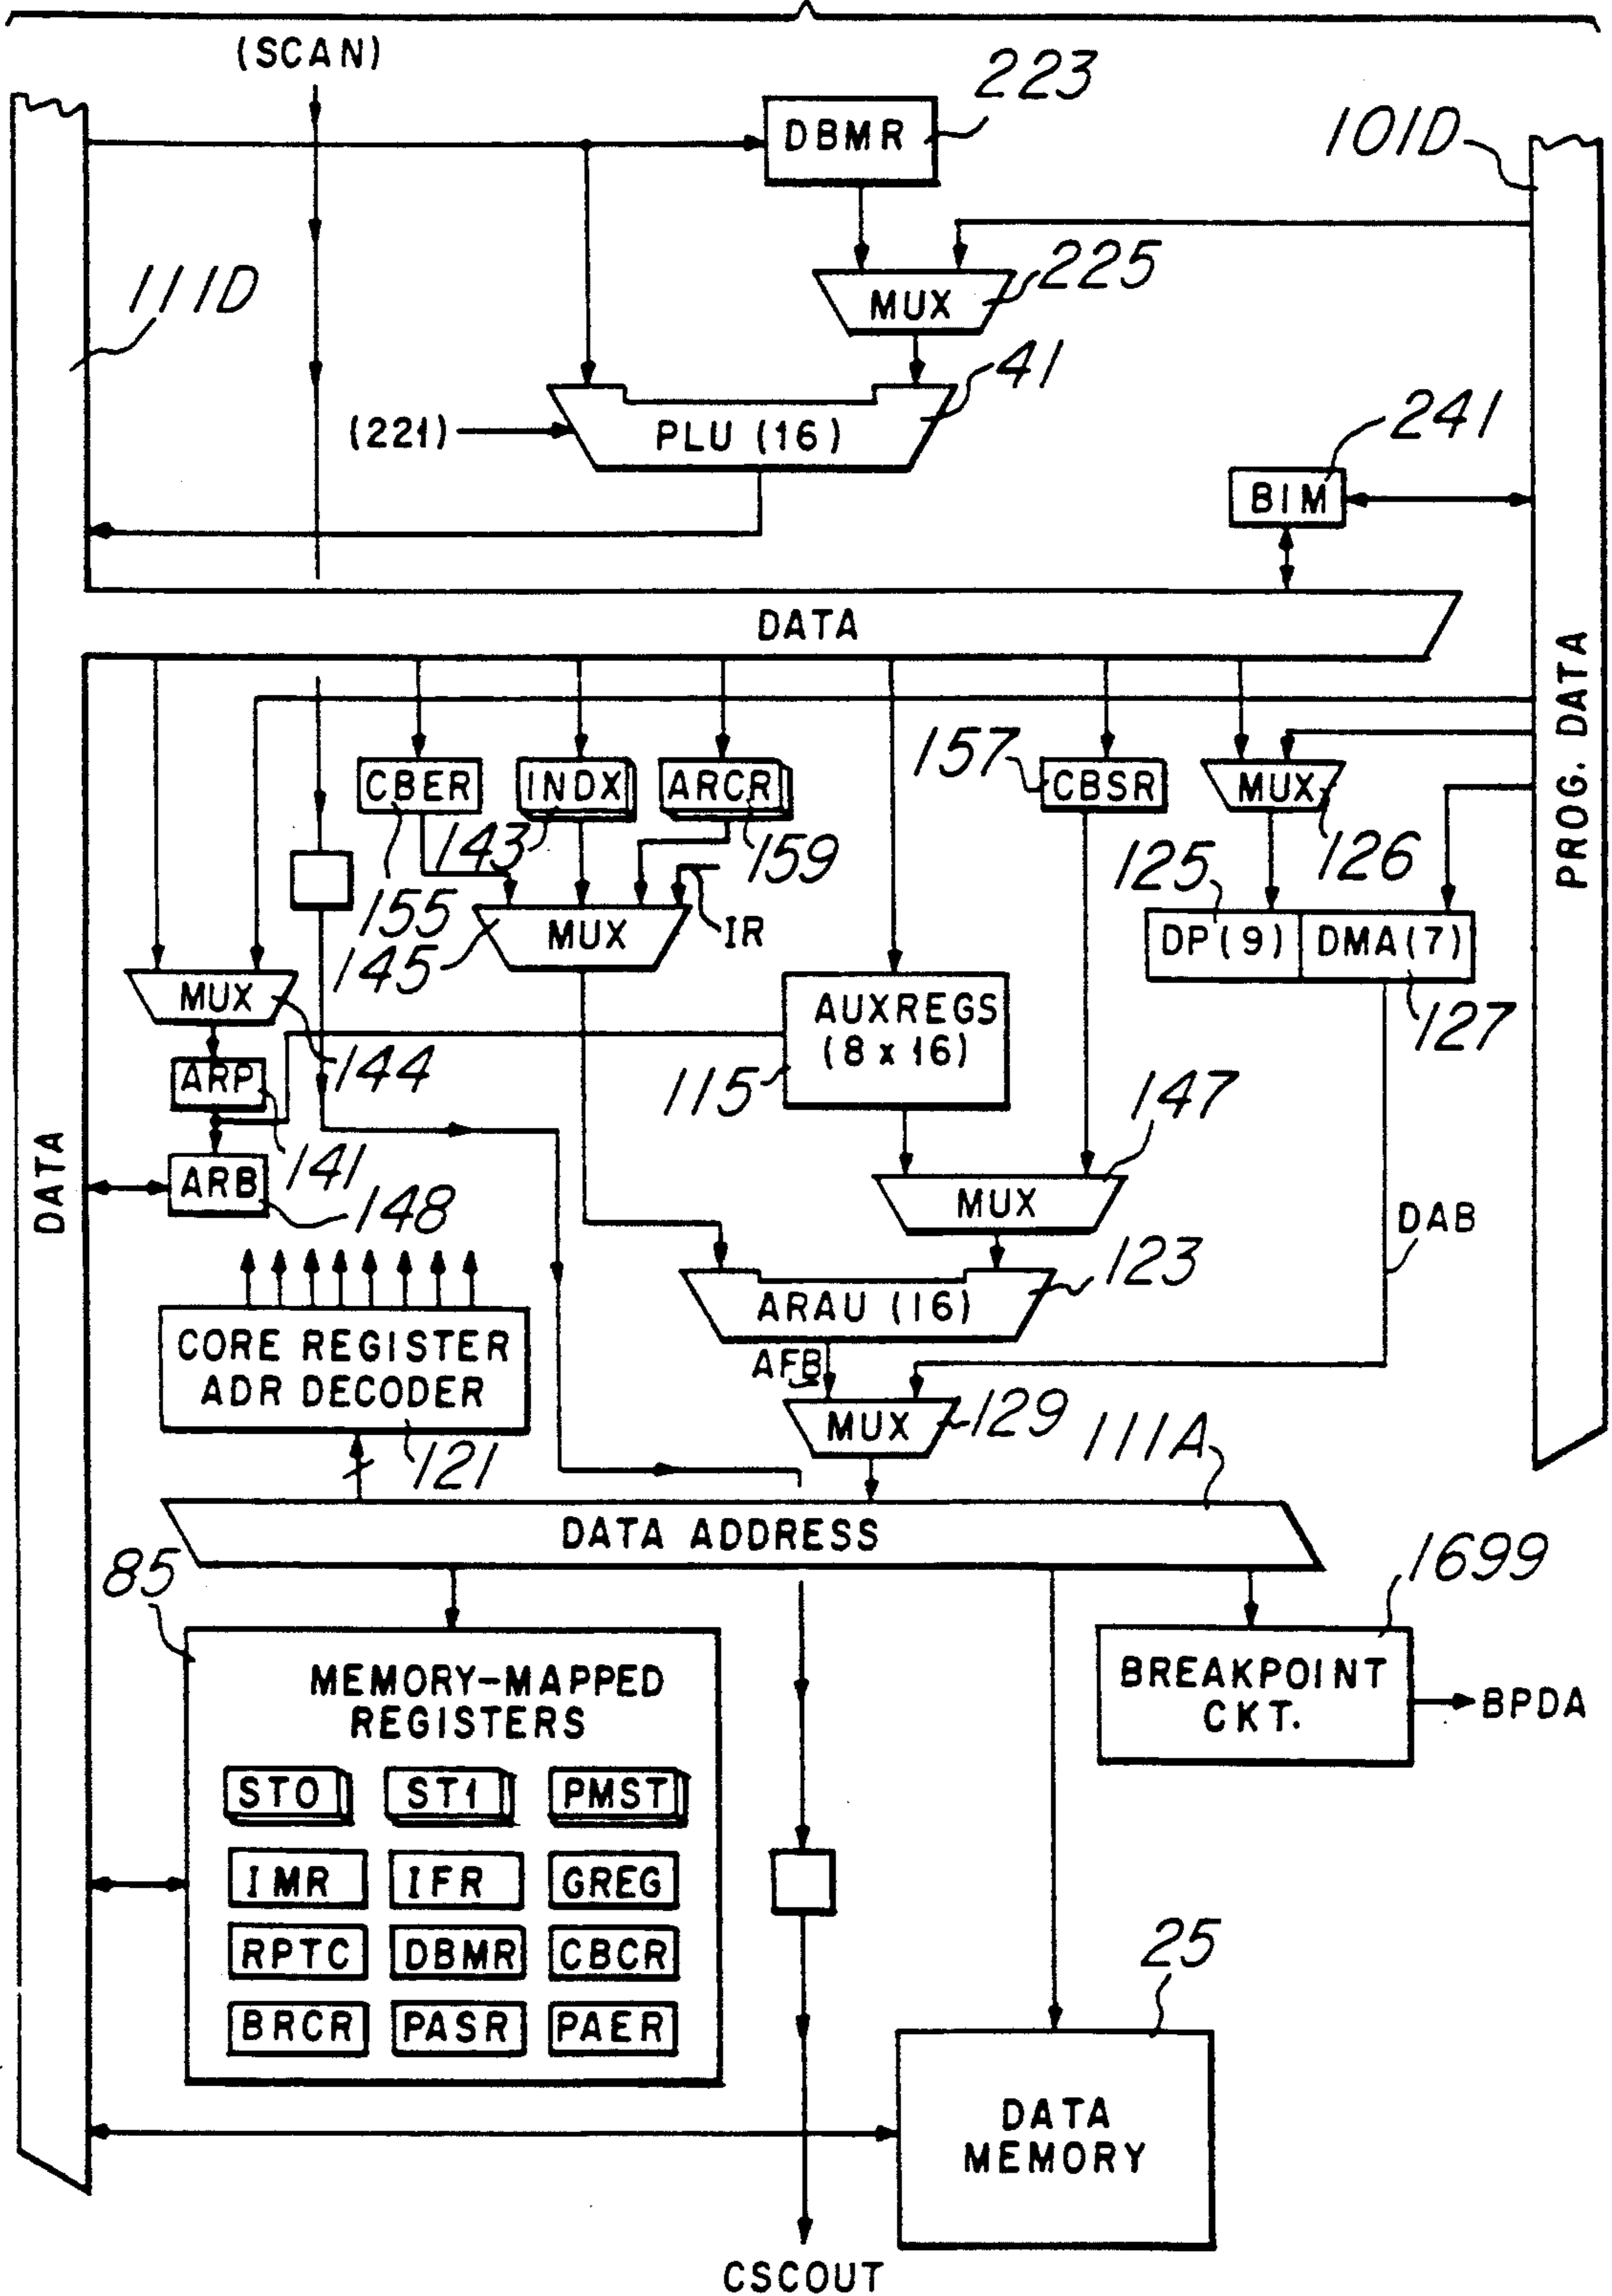 (SCAN)
223
DBMR
101D
111D
225
MUX
41
(221)
PLU (16)
241
BIM
DATA
PROG. DATA
157
CBER
INDX
ARCR
CBSR
MUX
143
159
126
125
155
IR
MUX
DP(9)
DMA(7)
145
MUX
AUXREGS
(8 x 16)
127
ARP
144
115
147
DATA
141
ARB
148
MUX
DAB
123
ARAU (16)
CORE REGISTER
ADR DECODER
AFB
129
MUX
111A
121
DATA ADDRESS
85
1699
MEMORY-MAPPED
REGISTERS
BREAKPOINT
CKT.
BPDA
STO ST1 PMST
IMR IFR GREG
RPTC DBMR CBCR
BRCR PASR PAER
25
DATA
MEMORY
CSCOUT